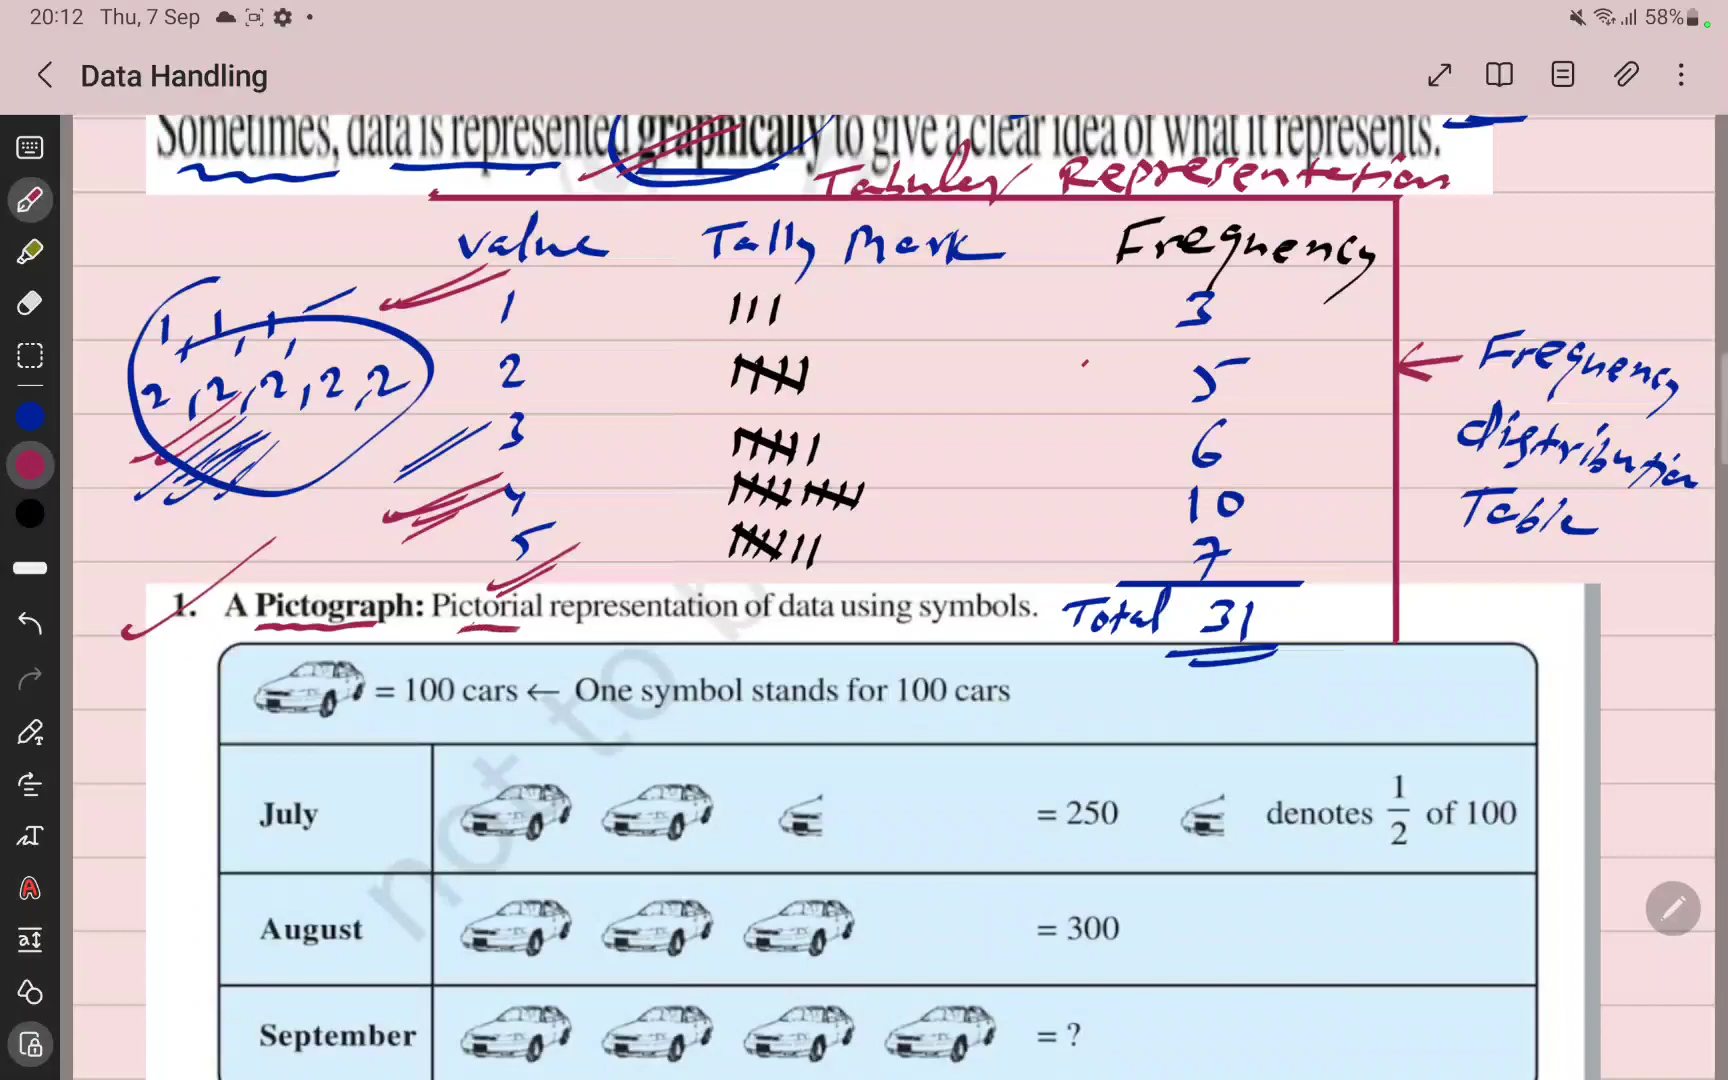 20:12 Thu, 7 Sep
58%
Data Handling
Sometimes, data is represented graphically to give a clear idea of what it represents.
Tabular Representation
Value Tally Mark Frequency
1 3
1, 1, 1,
2, 2, 2, 2, 2
2 5
3 6
4 10
5 7
Frequency
distribution
Table
Total 31
1. A Pictograph: Pictorial representation of data using symbols.
= 100 cars ← One symbol stands for 100 cars
July = 250 denotes 1/2 of 100
August = 300
September = ?
not to b